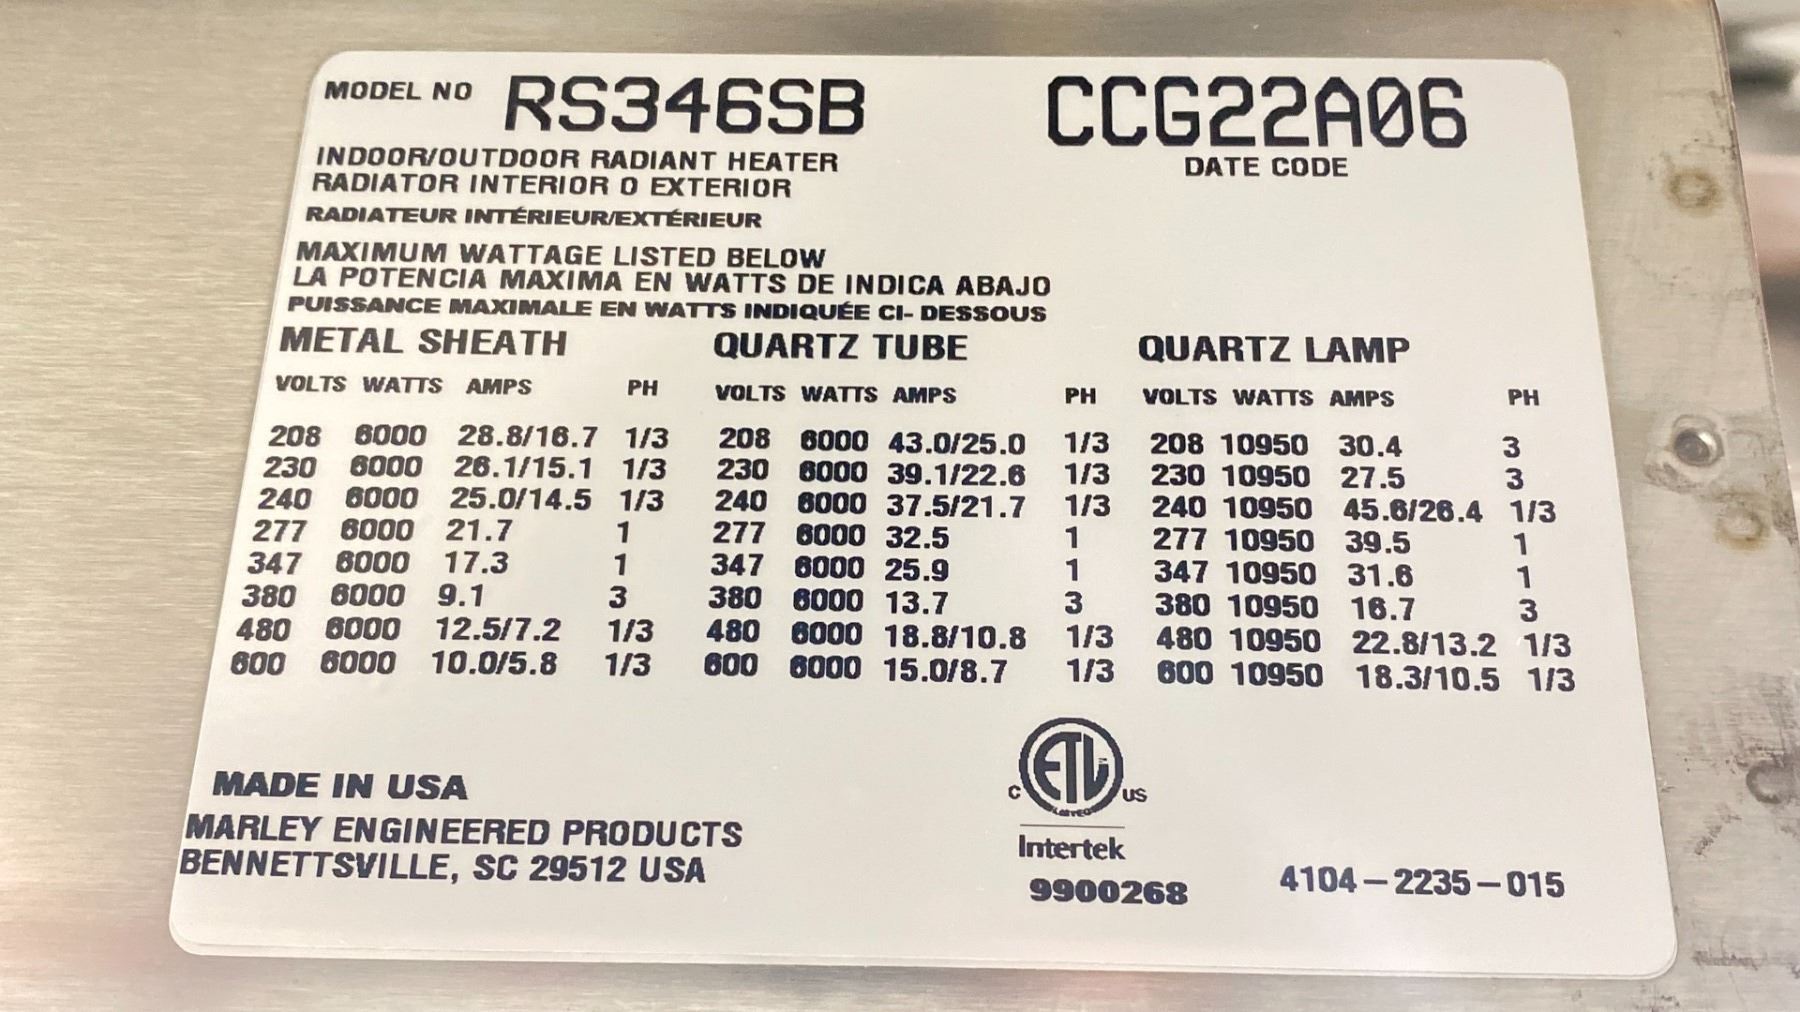 MODEL NO RS346SB CCG22A06
DATE CODE
INDOOR/OUTDOOR RADIANT HEATER
RADIATOR INTERIOR O EXTERIOR
RADIATEUR INTÉRIEUR/EXTÉRIEUR
MAXIMUM WATTAGE LISTED BELOW
LA POTENCIA MAXIMA EN WATTS DE INDICA ABAJO
PUISSANCE MAXIMALE EN WATTS INDIQUÉE CI- DESSOUS
METAL SHEATH QUARTZ TUBE QUARTZ LAMP
VOLTS WATTS AMPS PH VOLTS WATTS AMPS PH VOLTS WATTS AMPS PH
208 6000 28.8/16.7 1/3 208 6000 43.0/25.0 1/3 208 10950 30.4 3
230 6000 26.1/15.1 1/3 230 6000 39.1/22.6 1/3 230 10950 27.5 3
240 6000 25.0/14.5 1/3 240 6000 37.5/21.7 1/3 240 10950 45.6/26.4 1/3
277 6000 21.7 1 277 6000 32.5 1 277 10950 39.5 1
347 6000 17.3 1 347 6000 25.9 1 347 10950 31.6 1
380 6000 9.1 3 380 6000 13.7 3 380 10950 16.7 3
480 6000 12.5/7.2 1/3 480 6000 18.8/10.8 1/3 480 10950 22.8/13.2 1/3
600 6000 10.0/5.8 1/3 600 6000 15.0/8.7 1/3 600 10950 18.3/10.5 1/3
MADE IN USA
MARLEY ENGINEERED PRODUCTS
BENNETTSVILLE, SC 29512 USA
C ETL US
LISTED
Intertek
9900268
4104-2235-015